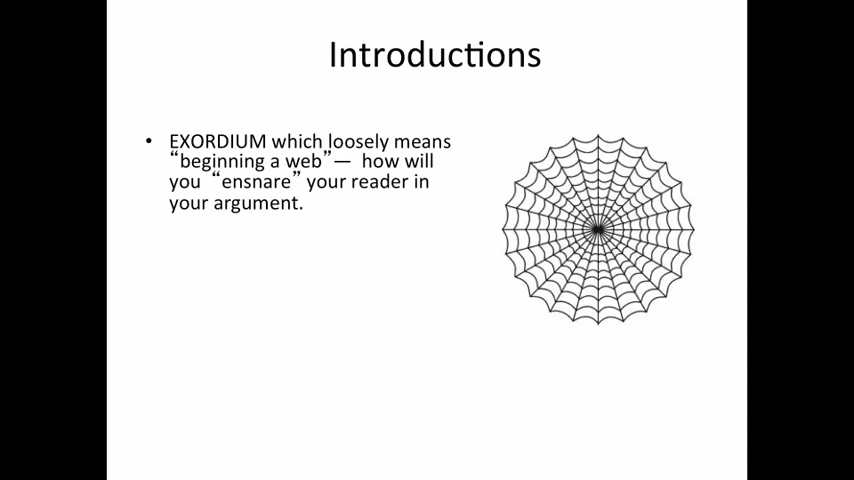 Introductions
• EXORDIUM which loosely means
“beginning a web”— how will
you “ensnare” your reader in
your argument.